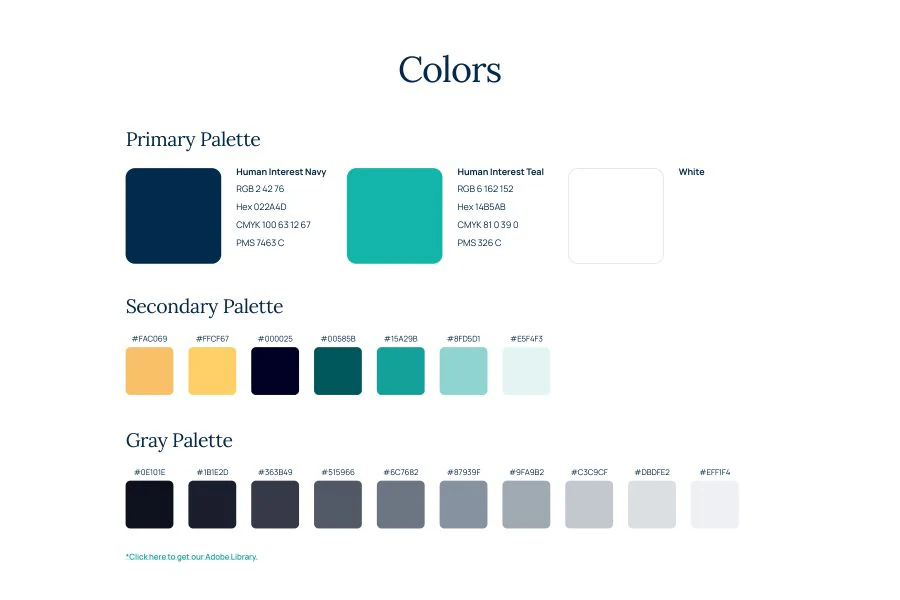 Colors
Primary Palette
Human Interest Navy
RGB 2 42 76
Hex 022A4D
CMYK 100 63 12 67
PMS 7463 C
Human Interest Teal
RGB 6 162 152
Hex 14B5AB
CMYK 81 0 39 0
PMS 326 C
White
Secondary Palette
#FAC069 #FFCF67 #000025 #00585B #15A29B #8FD5D1 #E5F4F3
Gray Palette
#0E101E #1B1E2D #363B49 #515966 #6C7682 #87939F #9FA9B2 #C3C9CF #DBDFE2 #EFF1F4
*Click here to get our Adobe Library.